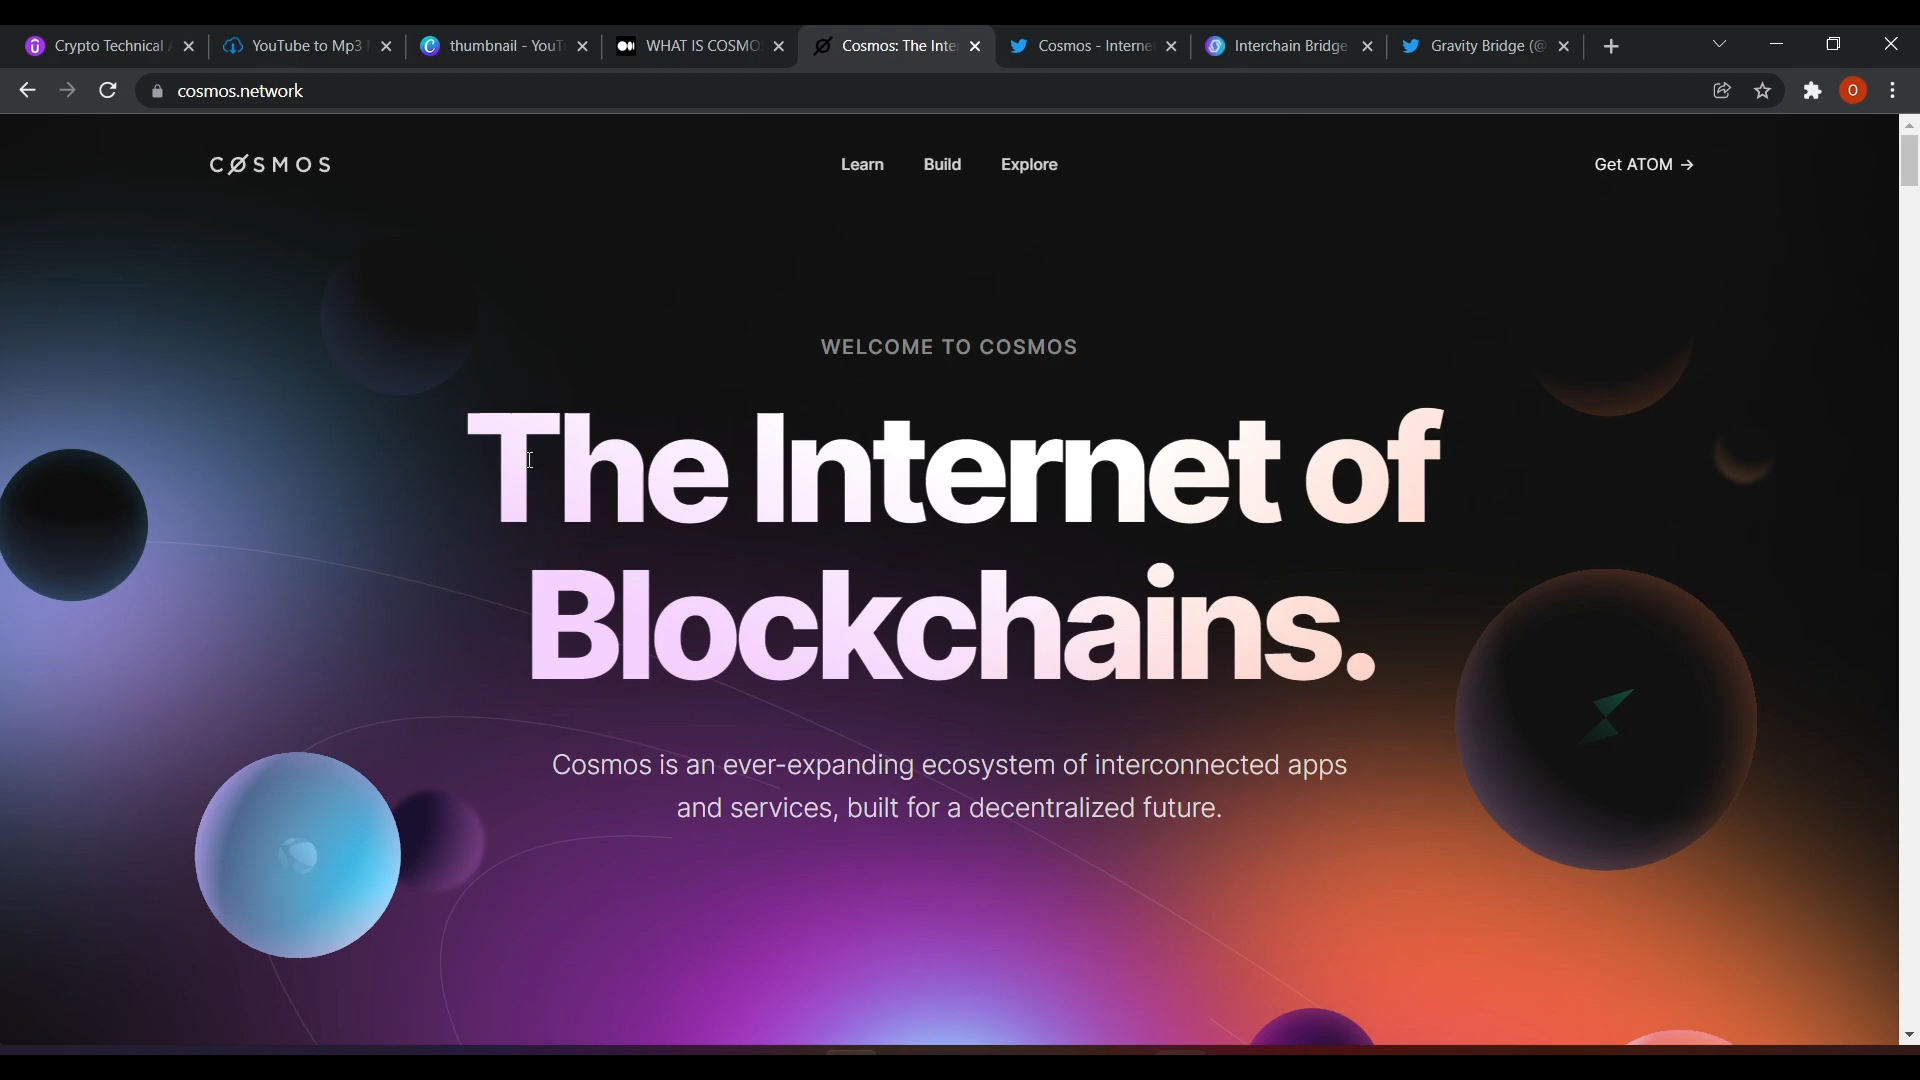 Crypto Technical
YouTube to Mp3
thumbnail - YouT
WHAT IS COSMO
Cosmos: The Inte
Cosmos - Interne
Interchain Bridge
Gravity Bridge (@
cosmos.network
O
CØSMOS
Learn
Build
Explore
Get ATOM →
WELCOME TO COSMOS
The Internet of
Blockchains.
Cosmos is an ever-expanding ecosystem of interconnected apps
and services, built for a decentralized future.